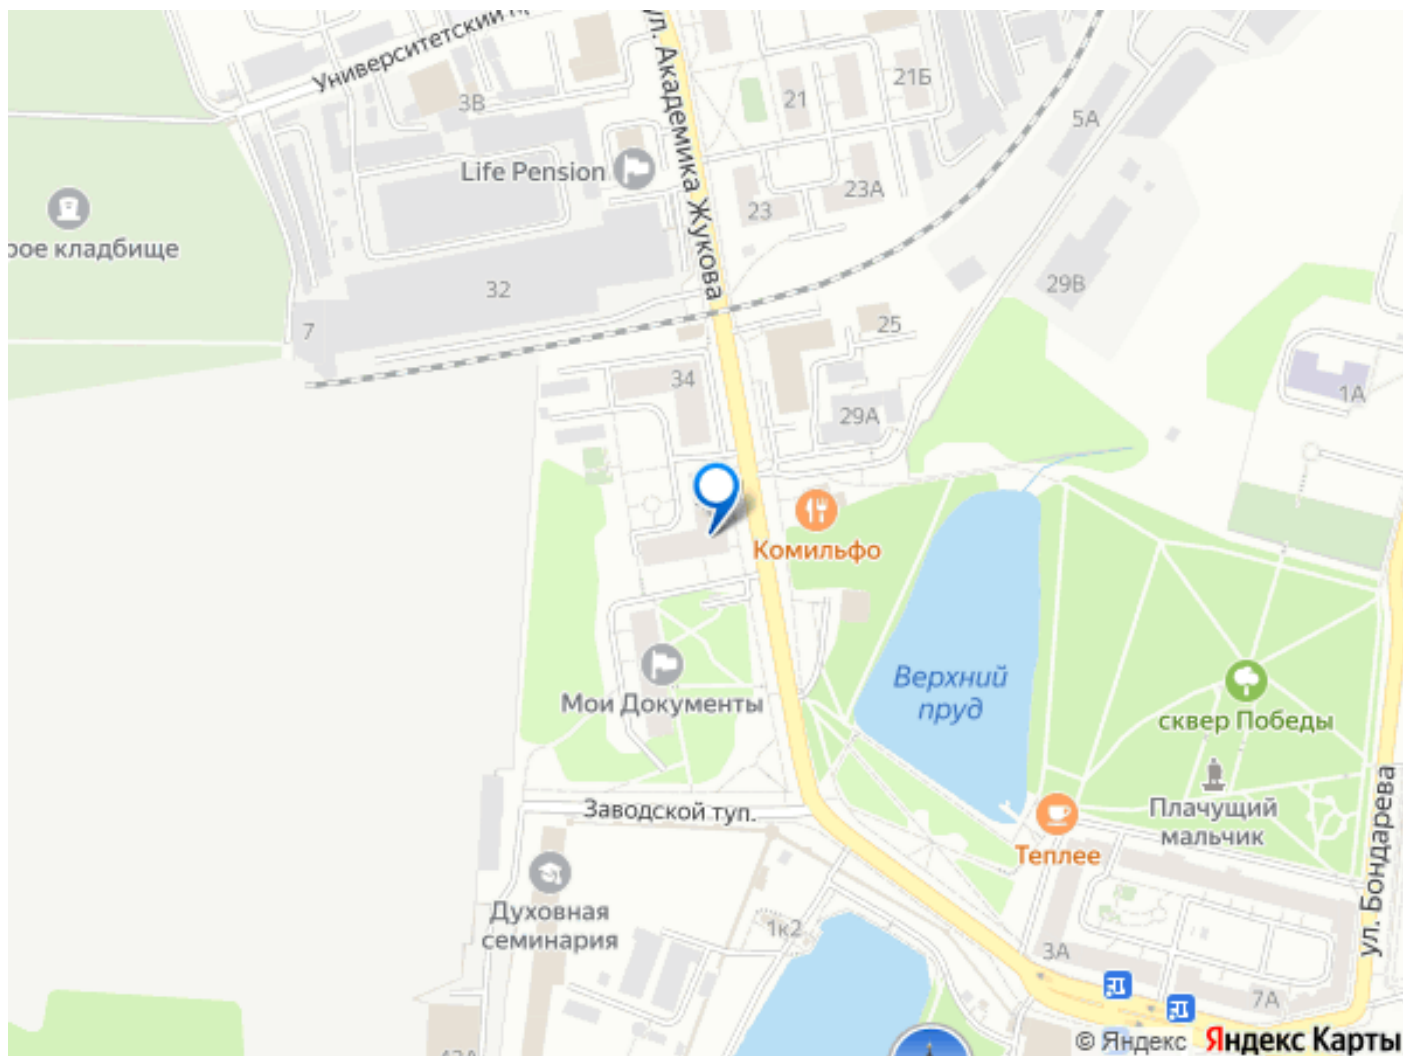 Университетский
ул. Академика Жукова
3В
21
21Б
5А
Life Pension
23А
23
рое кладбище
32
7
25
29В
34
1А
29А
Комильфо
Верхний
пруд
Мои Документы
сквер Победы
Плачущий
мальчик
Заводской туп.
Теплее
ул. Бондарева
Духовная
семинария
1к2
3А
7А
© Яндекс Яндекс Карты